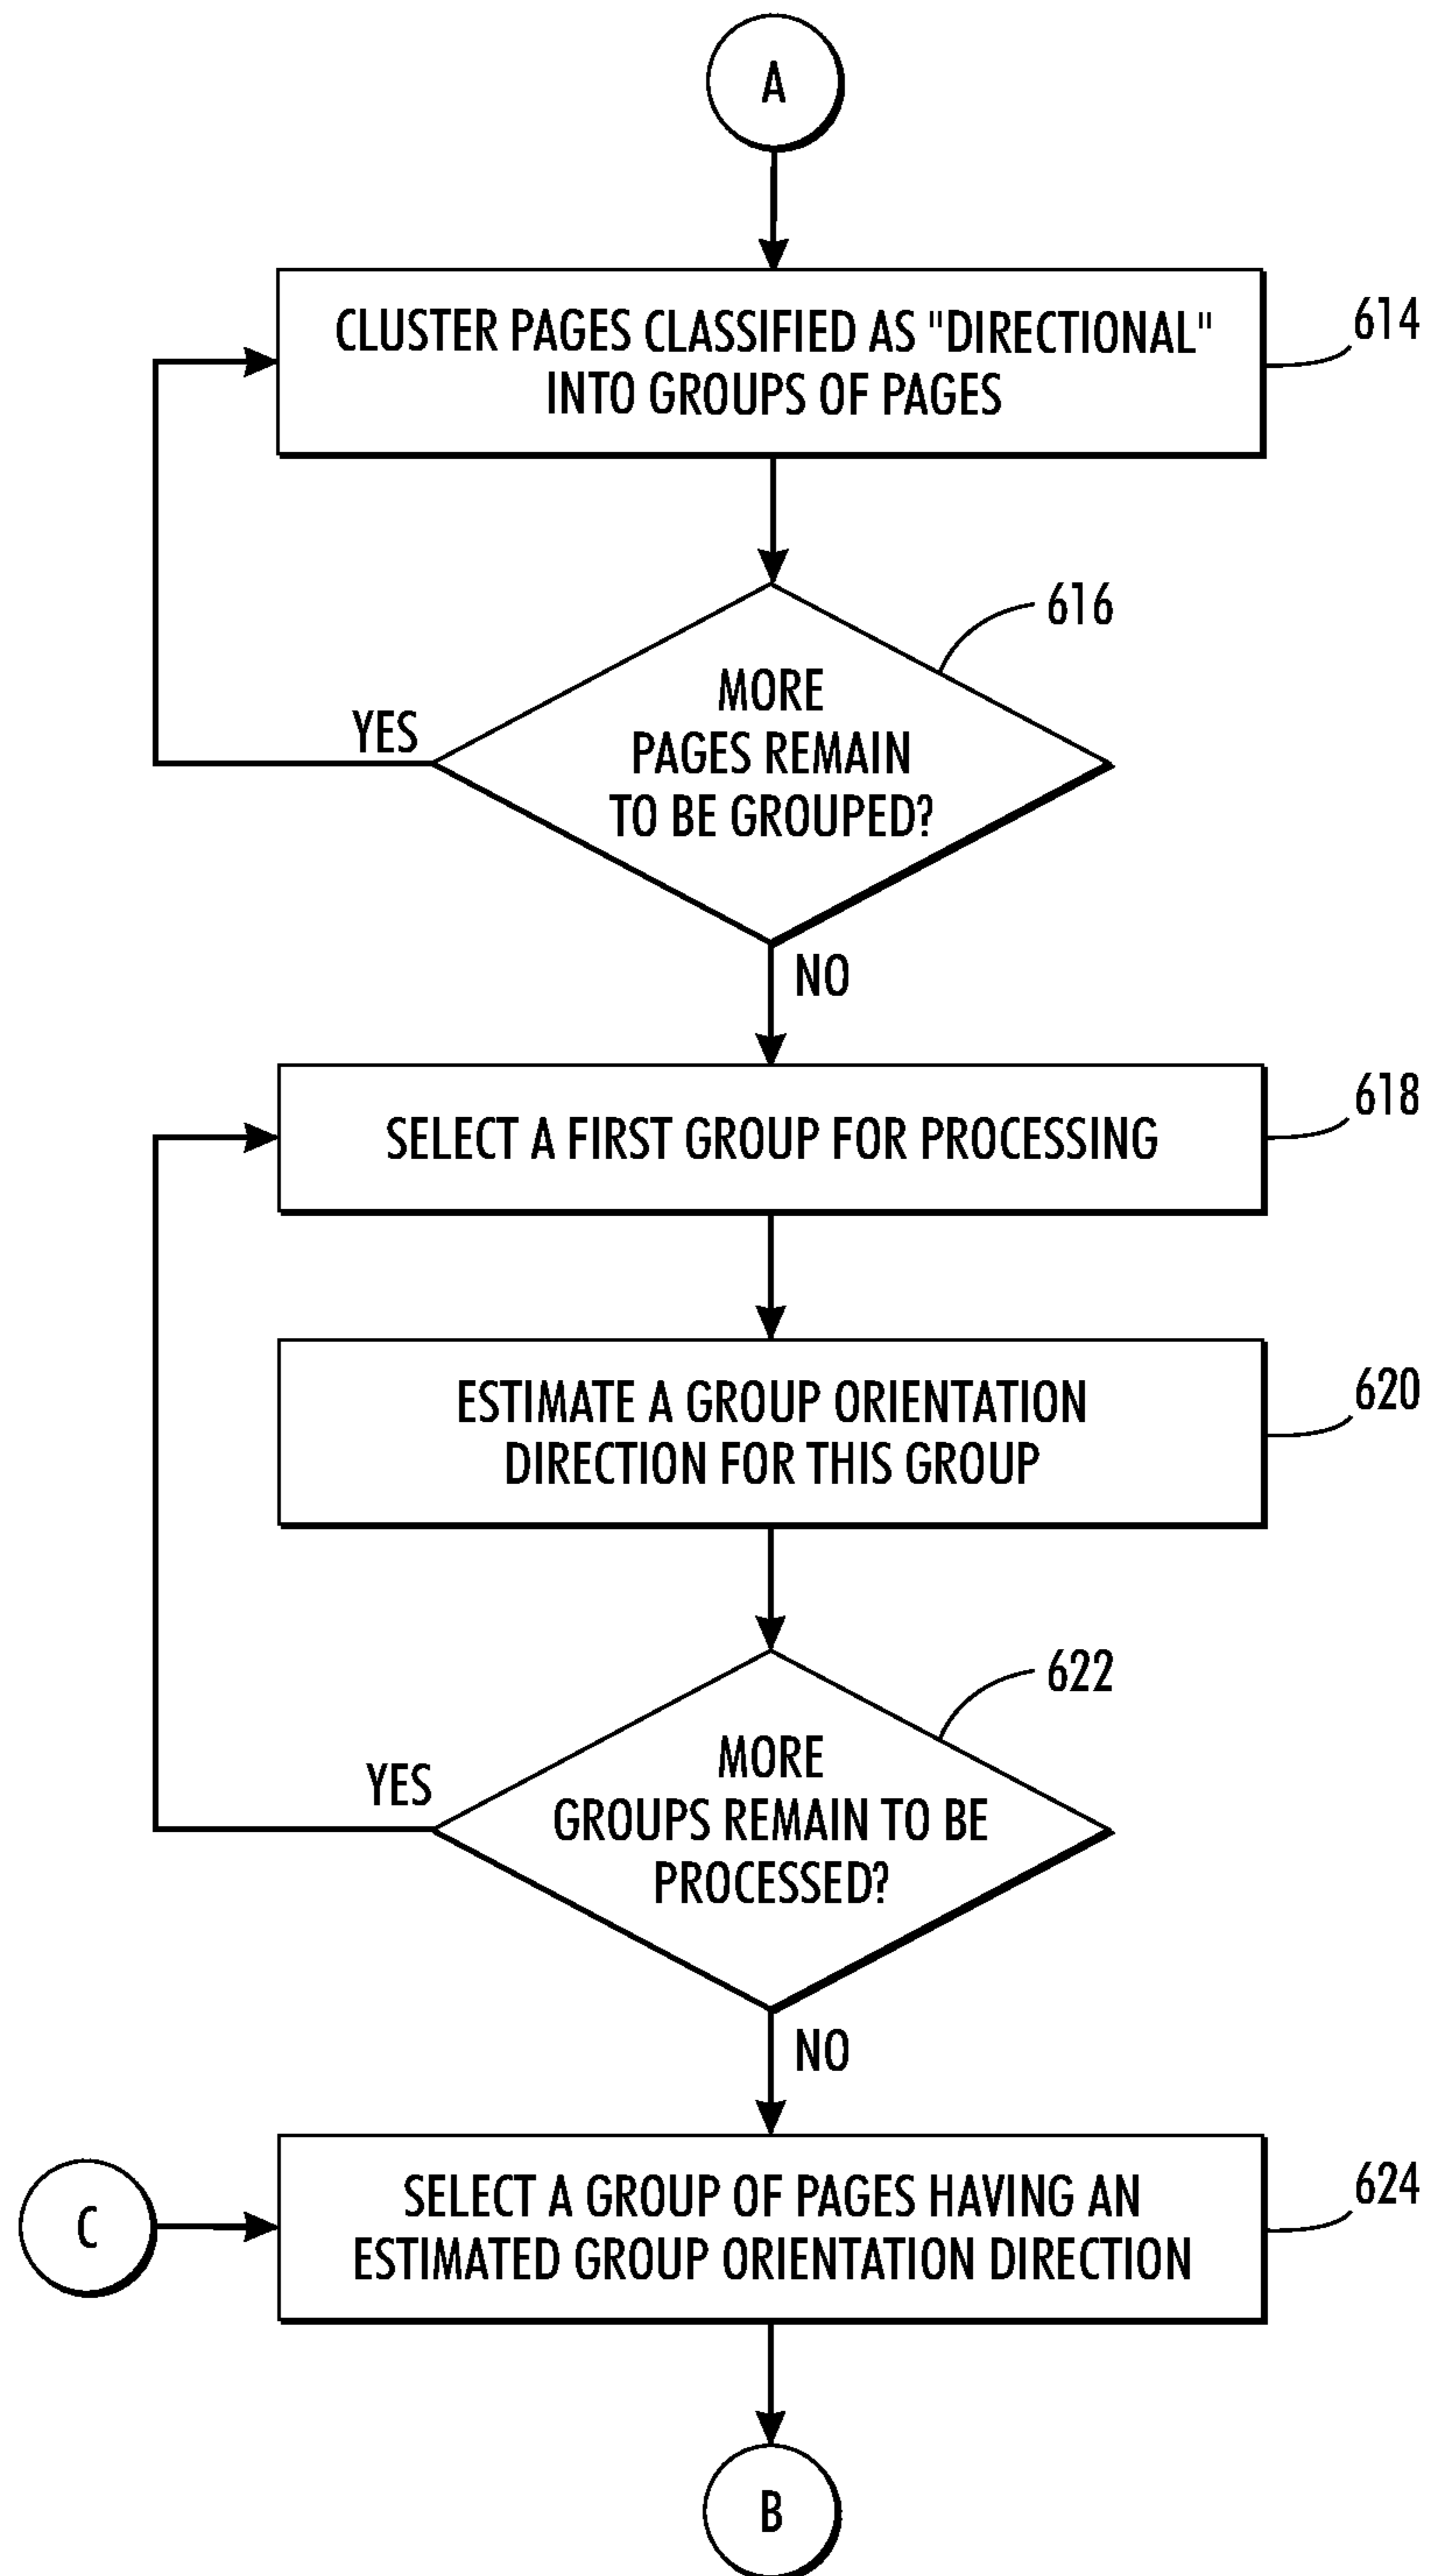 A
CLUSTER PAGES CLASSIFIED AS "DIRECTIONAL"
INTO GROUPS OF PAGES
614
616
MORE
PAGES REMAIN
TO BE GROUPED?
YES
NO
618
SELECT A FIRST GROUP FOR PROCESSING
620
ESTIMATE A GROUP ORIENTATION
DIRECTION FOR THIS GROUP
622
MORE
GROUPS REMAIN TO BE
PROCESSED?
YES
NO
624
C
SELECT A GROUP OF PAGES HAVING AN
ESTIMATED GROUP ORIENTATION DIRECTION
B